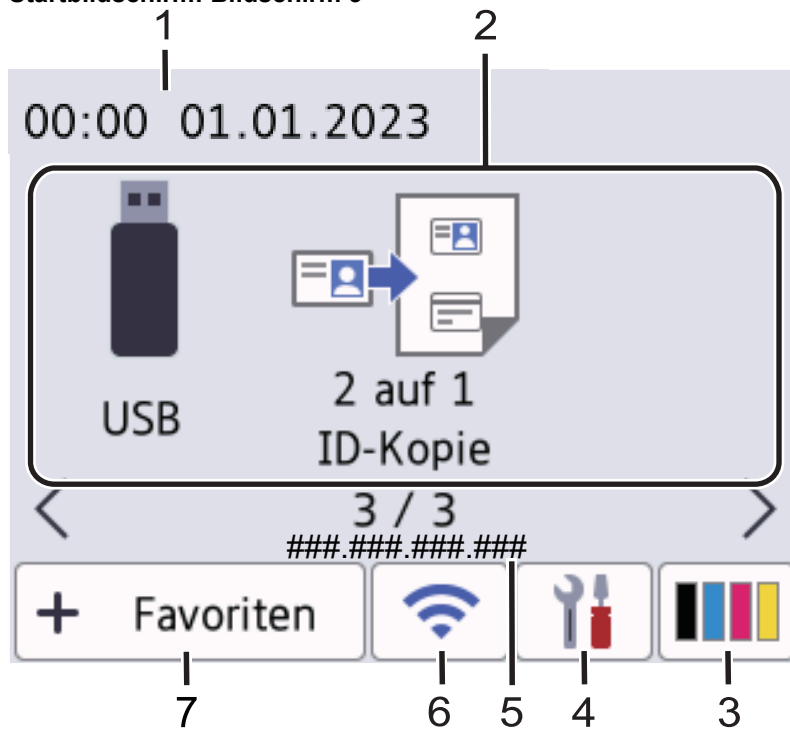 1 2
00:00 01.01.2023
USB
2 auf 1
ID-Kopie
3 / 3
###.###.###.###
+ Favoriten
7 6 5 4 3